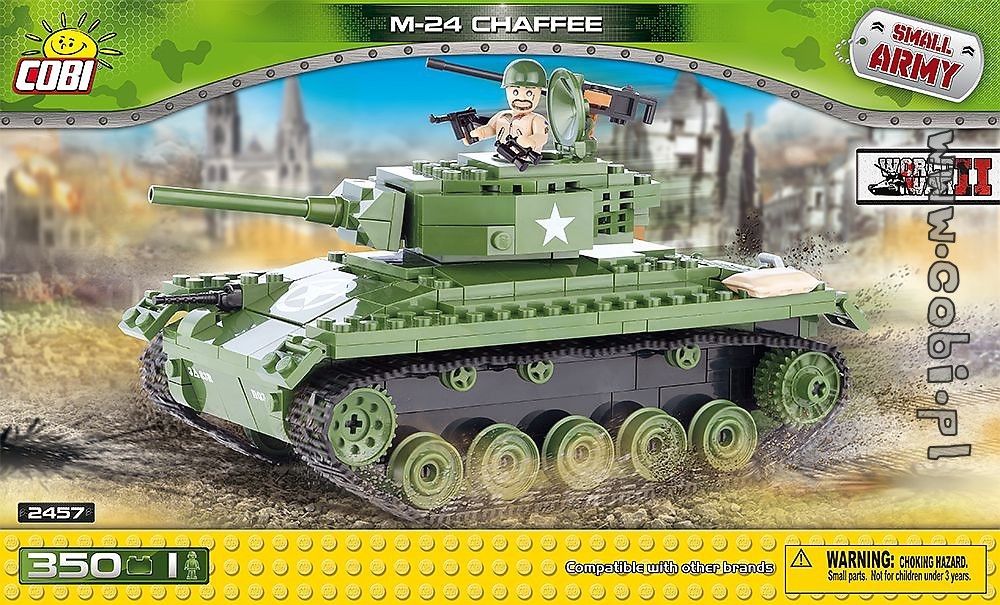 M-24 CHAFFEE
COBI
SMALL
ARMY
WORLD
WAR II
www.cobi.pl
1107
2457
350 1
Compatible with other brands
WARNING: CHOKING HAZARD.
Small parts. Not for children under 3 years.